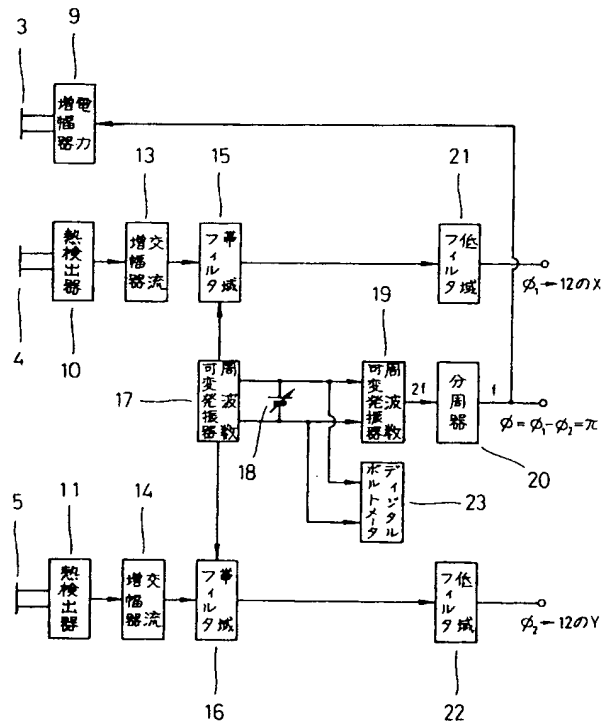 3
9
電力増幅器
13
15
21
熱検出器
交流増幅器
帯域フィルタ
低域フィルタ
φ₁→12のX
4
10
19
17
周波数可変発振器
18
周波数可変発振器
2f
分周器
f
φ=φ₁-φ₂=π
20
ディジタルボルトメータ
23
11
14
5
熱検出器
交流増幅器
帯域フィルタ
低域フィルタ
φ₂→12のY
16
22